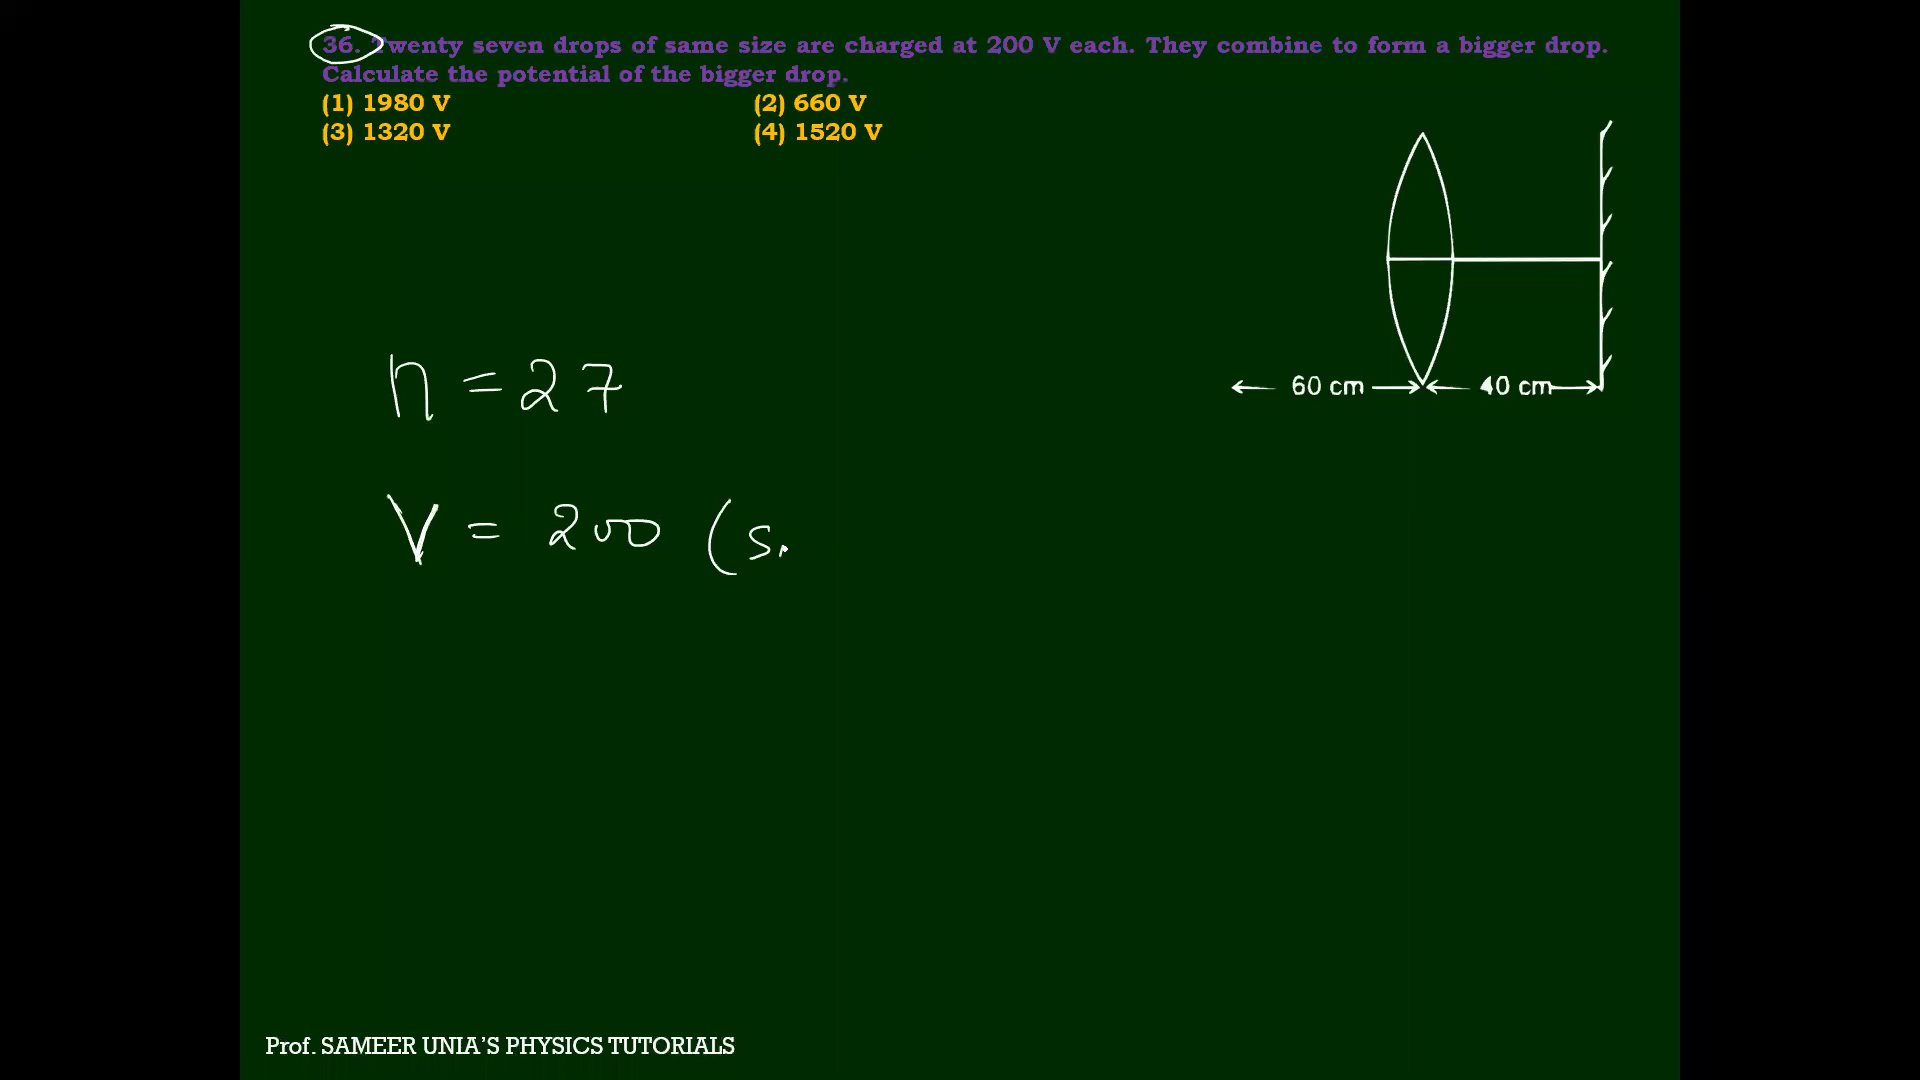 36. Twenty seven drops of same size are charged at 200 V each. They combine to form a bigger drop.
Calculate the potential of the bigger drop.
(1) 1980 V (2) 660 V
(3) 1320 V (4) 1520 V
60 cm 40 cm
n = 27
V = 200 (s.
Prof. SAMEER UNIA'S PHYSICS TUTORIALS